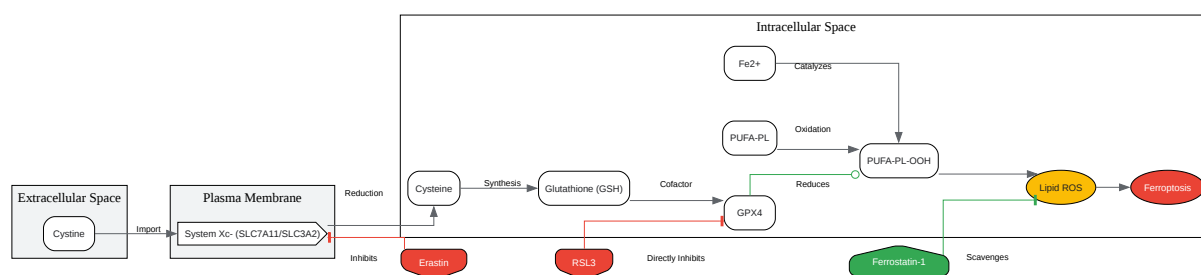 Intracellular Space
Fe2+
Catalyzes
PUFA-PL
Oxidation
PUFA-PL-OOH
Extracellular Space
Plasma Membrane
Reduction
Cysteine
Synthesis
Glutathione (GSH)
Cofactor
Reduces
GPX4
Lipid ROS
Ferroptosis
Cystine
Import
System Xc- (SLC7A11/SLC3A2)
Inhibits
Erastin
RSL3
Directly Inhibits
Ferrostatin-1
Scavenges